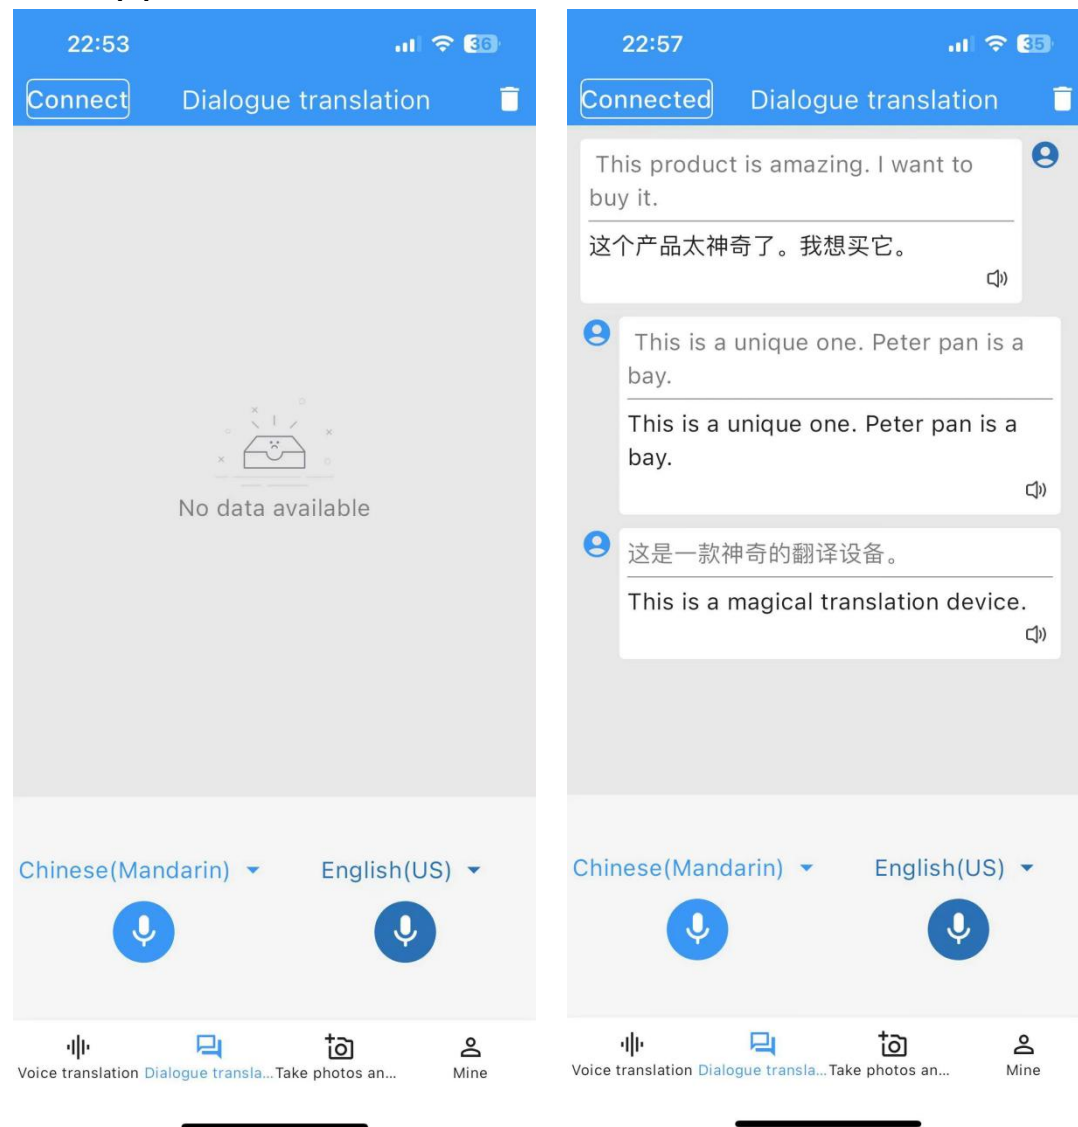 22:53
36
Connect
Dialogue translation
No data available
Chinese(Mandarin)
English(US)
Voice translation
Dialogue transla...
Take photos an...
Mine
22:57
35
Connected
Dialogue translation
This product is amazing. I want to
buy it.
这个产品太神奇了。我想买它。
This is a unique one. Peter pan is a
bay.
This is a unique one. Peter pan is a
bay.
这是一款神奇的翻译设备。
This is a magical translation device.
Chinese(Mandarin)
English(US)
Voice translation
Dialogue transla...
Take photos an...
Mine